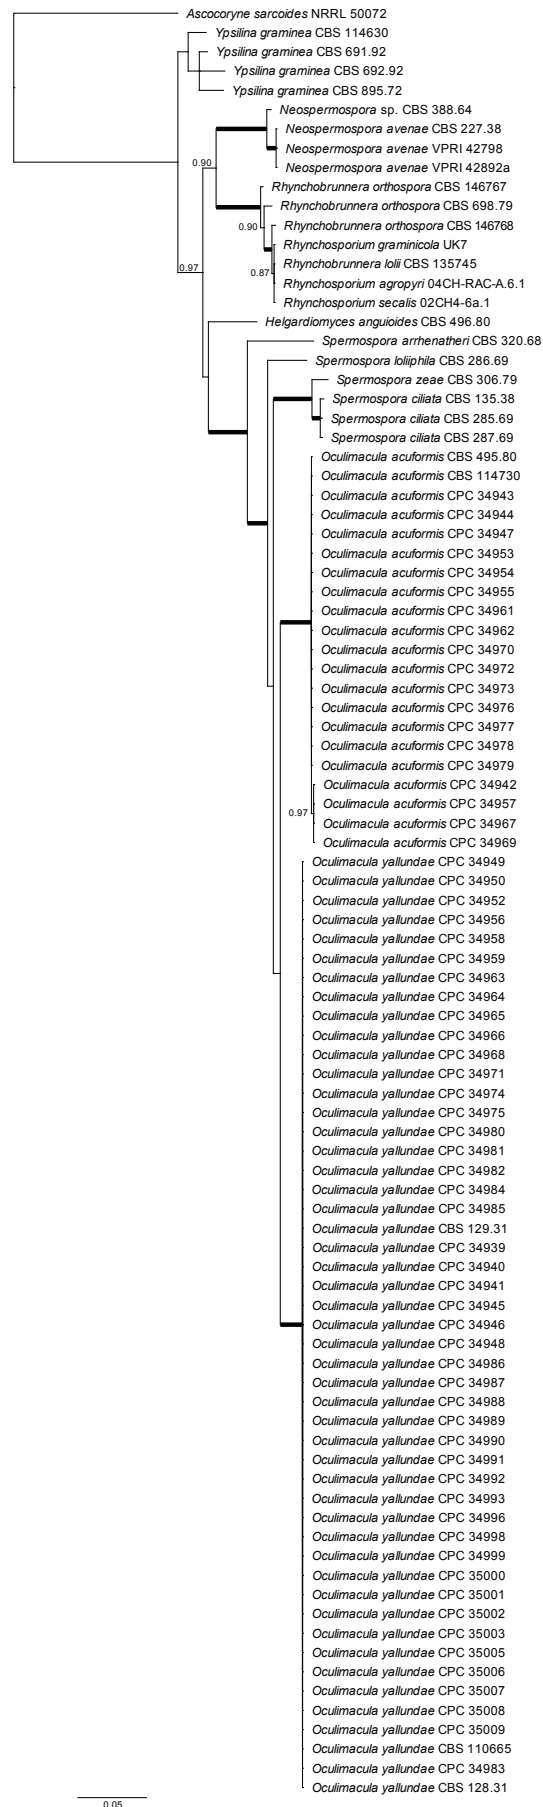 Ascocoryne sarcoides NRRL 50072
Ypsilina graminea CBS 114630
Ypsilina graminea CBS 691.92
Ypsilina graminea CBS 692.92
Ypsilina graminea CBS 895.72
Neospermospora sp. CBS 388.64
Neospermospora avenae CBS 227.38
Neospermospora avenae VPRI 42798
0.90
Neospermospora avenae VPRI 42892a
Rhynchobrunnera orthospora CBS 146767
Rhynchobrunnera orthospora CBS 698.79
0.90
Rhynchobrunnera orthospora CBS 146768
Rhynchosporium graminicola UK7
0.97
Rhynchobrunnera lolii CBS 135745
0.87
Rhynchosporium agropyri 04CH-RAC-A.6.1
Rhynchosporium secalis 02CH4-6a.1
Helgardiomyces anguioides CBS 496.80
Spermospora arrhenatheri CBS 320.68
Spermospora loliiphila CBS 286.69
Spermospora zeae CBS 306.79
Spermospora ciliata CBS 135.38
Spermospora ciliata CBS 285.69
Spermospora ciliata CBS 287.69
Oculimacula acuformis CBS 495.80
Oculimacula acuformis CBS 114730
Oculimacula acuformis CPC 34943
Oculimacula acuformis CPC 34944
Oculimacula acuformis CPC 34947
Oculimacula acuformis CPC 34953
Oculimacula acuformis CPC 34954
Oculimacula acuformis CPC 34955
Oculimacula acuformis CPC 34961
Oculimacula acuformis CPC 34962
Oculimacula acuformis CPC 34970
Oculimacula acuformis CPC 34972
Oculimacula acuformis CPC 34973
Oculimacula acuformis CPC 34976
Oculimacula acuformis CPC 34977
Oculimacula acuformis CPC 34978
Oculimacula acuformis CPC 34979
Oculimacula acuformis CPC 34942
Oculimacula acuformis CPC 34957
0.97
Oculimacula acuformis CPC 34967
Oculimacula acuformis CPC 34969
Oculimacula yallundae CPC 34949
Oculimacula yallundae CPC 34950
Oculimacula yallundae CPC 34952
Oculimacula yallundae CPC 34956
Oculimacula yallundae CPC 34958
Oculimacula yallundae CPC 34959
Oculimacula yallundae CPC 34963
Oculimacula yallundae CPC 34964
Oculimacula yallundae CPC 34965
Oculimacula yallundae CPC 34966
Oculimacula yallundae CPC 34968
Oculimacula yallundae CPC 34971
Oculimacula yallundae CPC 34974
Oculimacula yallundae CPC 34975
Oculimacula yallundae CPC 34980
Oculimacula yallundae CPC 34981
Oculimacula yallundae CPC 34982
Oculimacula yallundae CPC 34984
Oculimacula yallundae CPC 34985
Oculimacula yallundae CBS 129.31
Oculimacula yallundae CPC 34939
Oculimacula yallundae CPC 34940
Oculimacula yallundae CPC 34941
Oculimacula yallundae CPC 34945
Oculimacula yallundae CPC 34946
Oculimacula yallundae CPC 34948
Oculimacula yallundae CPC 34986
Oculimacula yallundae CPC 34987
Oculimacula yallundae CPC 34988
Oculimacula yallundae CPC 34989
Oculimacula yallundae CPC 34990
Oculimacula yallundae CPC 34991
Oculimacula yallundae CPC 34992
Oculimacula yallundae CPC 34993
Oculimacula yallundae CPC 34996
Oculimacula yallundae CPC 34998
Oculimacula yallundae CPC 34999
Oculimacula yallundae CPC 35000
Oculimacula yallundae CPC 35001
Oculimacula yallundae CPC 35002
Oculimacula yallundae CPC 35003
Oculimacula yallundae CPC 35005
Oculimacula yallundae CPC 35006
Oculimacula yallundae CPC 35007
Oculimacula yallundae CPC 35008
Oculimacula yallundae CPC 35009
Oculimacula yallundae CBS 110665
Oculimacula yallundae CPC 34983
Oculimacula yallundae CBS 128.31
0.05